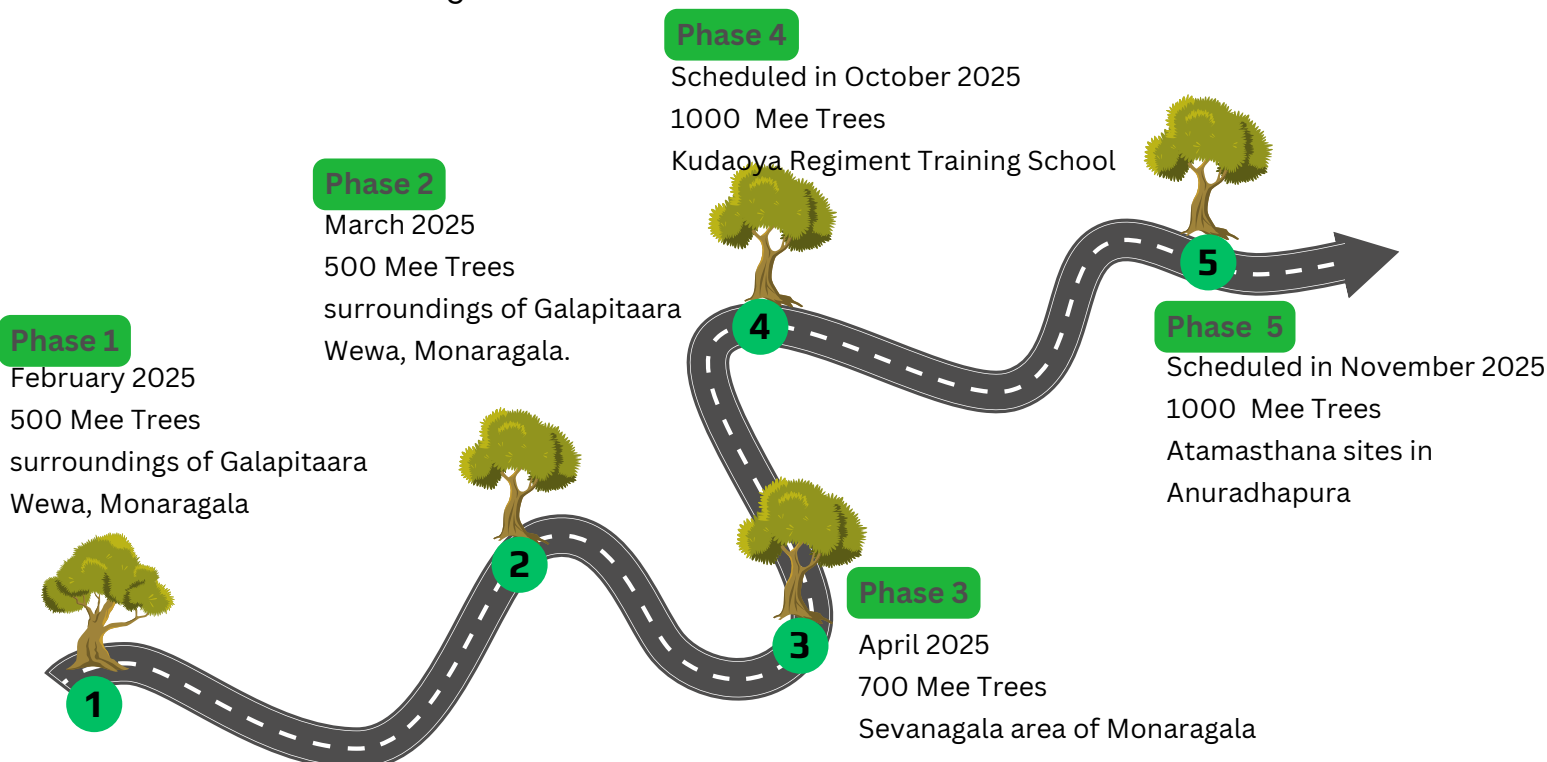 Phase 1
February 2025
500 Mee Trees
surroundings of Galapitaara
Wewa, Monaragala
1
Phase 2
March 2025
500 Mee Trees
surroundings of Galapitaara
Wewa, Monaragala.
2
Phase 3
April 2025
700 Mee Trees
Sevanagala area of Monaragala
3
Phase 4
Scheduled in October 2025
1000 Mee Trees
Kudaoya Regiment Training School
4
Phase 5
Scheduled in November 2025
1000 Mee Trees
Atamasthana sites in
Anuradhapura
5